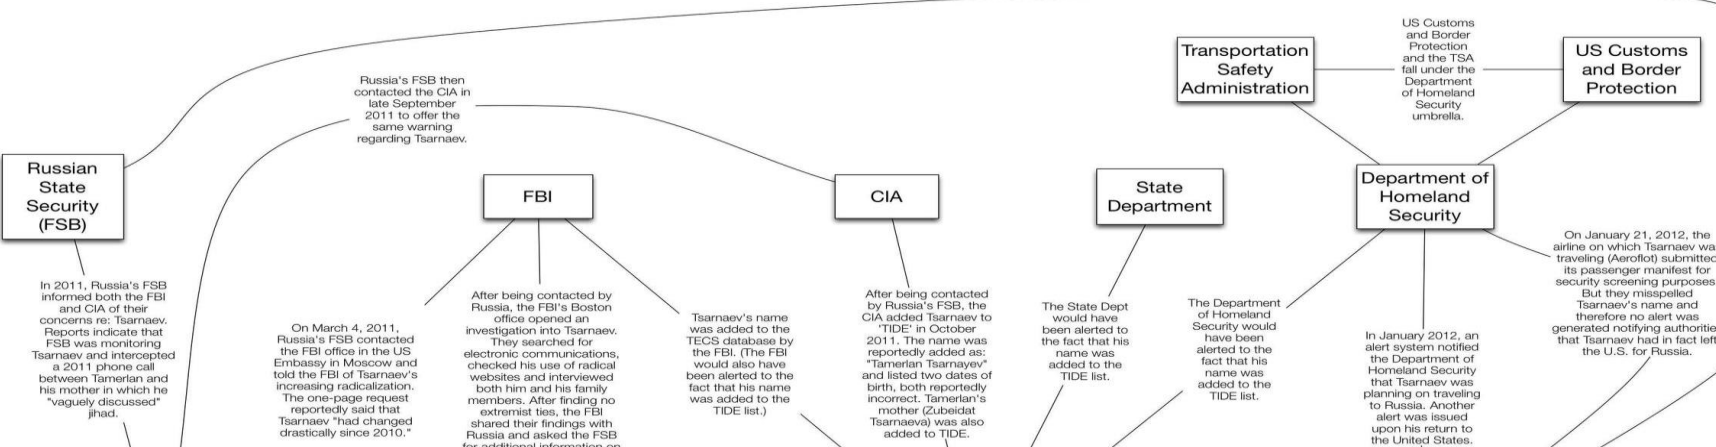 US Customs
and Border
Protection
and the TSA
fall under the
Department
of Homeland
Security
umbrella.
Transportation
Safety
Administration
US Customs
and Border
Protection
Russia's FSB then
contacted the CIA in
late September
2011 to offer the
same warning
regarding Tsarnaev.
Russian
State
Security
(FSB)
FBI
CIA
State
Department
Department of
Homeland
Security
In 2011, Russia's FSB
informed both the FBI
and CIA of their
concerns re: Tsarnaev.
Reports indicate that
FSB was monitoring
Tsarnaev and intercepted
a 2011 phone call
between Tamerlan and
his mother in which he
"vaguely discussed"
jihad.
On March 4, 2011,
Russia's FSB contacted
the FBI office in the US
Embassy in Moscow and
told the FBI of Tsarnaev's
increasing radicalization.
The one-page request
reportedly said that
Tsarnaev "had changed
drastically since 2010."
After being contacted by
Russia, the FBI's Boston
office opened an
investigation into Tsarnaev.
They searched for
electronic communications,
checked his use of radical
websites and interviewed
both him and his family
members. After finding no
extremist ties, the FBI
shared their findings with
Russia and asked the FSB
for additional information on
Tsarnaev's name
was added to the
TECS database by
the FBI. (The FBI
would also have
been alerted to the
fact that his name
was added to the
TIDE list.)
After being contacted
by Russia's FSB, the
CIA added Tsarnaev to
'TIDE' in October
2011. The name was
reportedly added as:
"Tamerlan Tsarnayev"
and listed two dates of
birth, both reportedly
incorrect. Tamerlan's
mother (Zubeidat
Tsarnaeva) was also
added to TIDE.
The State Dept
would have
been alerted to
the fact that his
name was
added to the
TIDE list.
The Department
of Homeland
Security would
have been
alerted to the
fact that his
name was
added to the
TIDE list.
In January 2012, an
alert system notified
the Department of
Homeland Security
that Tsarnaev was
planning on traveling
to Russia. Another
alert was issued
upon his return to
the United States.
On January 21, 2012, the
airline on which Tsarnaev wa
traveling (Aeroflot) submitted
its passenger manifest for
security screening purposes
But they misspelled
Tsarnaev's name and
therefore no alert was
generated notifying authoritie
that Tsarnaev had in fact left
the U.S. for Russia.